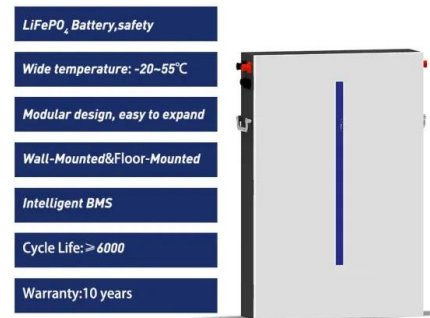 LiFePO₄ Battery,safety
Wide temperature: -20~55℃
Modular design, easy to expand
Wall-Mounted&Floor-Mounted
Intelligent BMS
Cycle Life:≥6000
Warranty:10 years